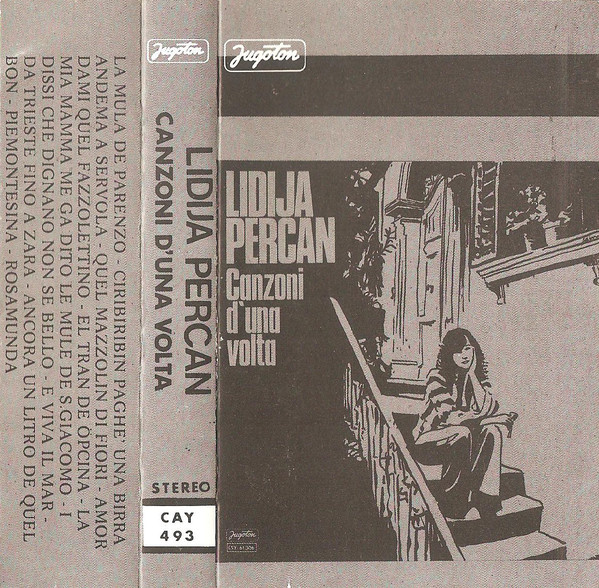 LA MULA DE PARENZO - CIRIBIRIBIN PAGHE' UNA BIRRA
ANDEMA A SERVOLA - QUEL MAZZOLIN DI FIORI - AMOR
DAMI QUEL FAZZOLETTINO - EL TRAN DE OPCINA - LA
MIA MAMMA ME GA DITO LE MULE DE S.GIACOMO - I
DISSI CHE DIGNANO NON SE BELLO - E VIVA IL MAR -
DA TRIESTE FINO A ZARA - ANCORA UN LITRO DE QUEL
BON - PIEMONTESINA - ROSAMUNDA
Jugoton
LIDIJA PERCAN
CANZONI D'UNA VOLTA
STEREO
CAY
493
Jugoton
LIDIJA
PERCAN
Canzoni
d'una
volta
Jugoton
LSY-61306